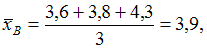 x̄_B = (3,6 + 3,8 + 4,3) / 3 = 3,9,